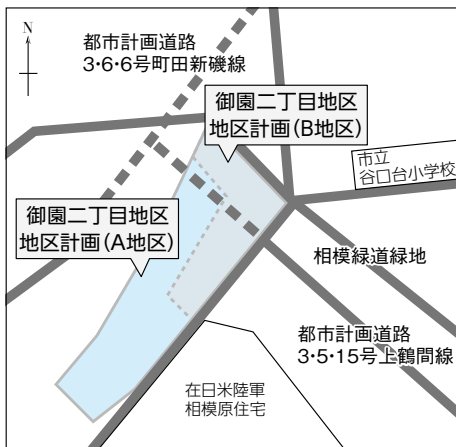 N
都市計画道路
3・6・6号町田新磯線
御園二丁目地区
地区計画(B地区)
市立
谷口台小学校
御園二丁目地区
地区計画(A地区)
相模緑道緑地
都市計画道路
3・5・15号上鶴間線
在日米陸軍
相模原住宅